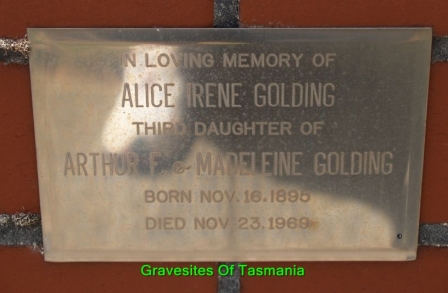 IN LOVING MEMORY OF
ALICE IRENE GOLDING
THIRD DAUGHTER OF
ARTHUR F. & MADELEINE GOLDING
BORN NOV. 16. 1895
DIED NOV 23. 1969
Gravesites Of Tasmania